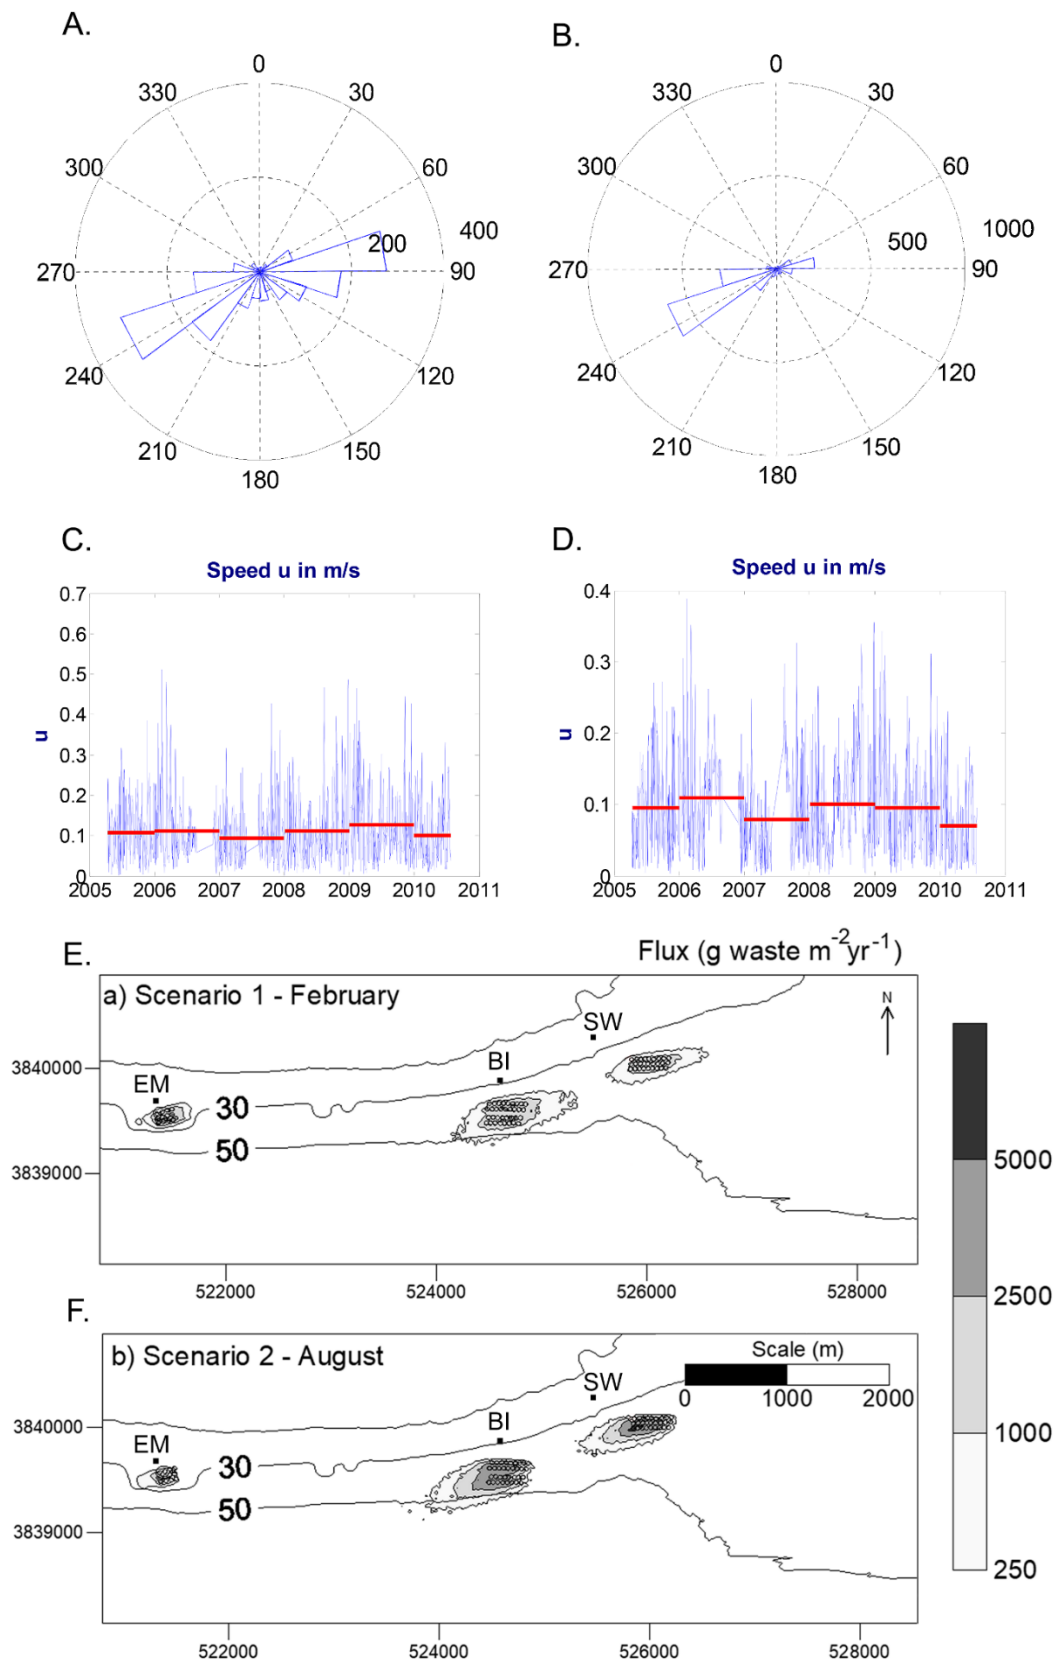 A.
B.
0
0
330
30
330
30
300
60
300
60
200
400
500
1000
270
90
270
90
240
120
240
120
210
150
210
150
180
180
C.
D.
Speed u in m/s
Speed u in m/s
0.7
0.6
0.5
0.4
0.3
0.2
0.1
0
u
2005 2006 2007 2008 2009 2010 2011
0.4
0.3
0.2
0.1
0
u
2005 2006 2007 2008 2009 2010 2011
E.
Flux (g waste m-2yr-1)
a) Scenario 1 - February
N
SW
BI
EM
3840000
30
50
3839000
522000 524000 526000 528000
5000
2500
1000
250
F.
b) Scenario 2 - August
Scale (m)
0 1000 2000
SW
BI
EM
3840000
30
50
3839000
522000 524000 526000 528000